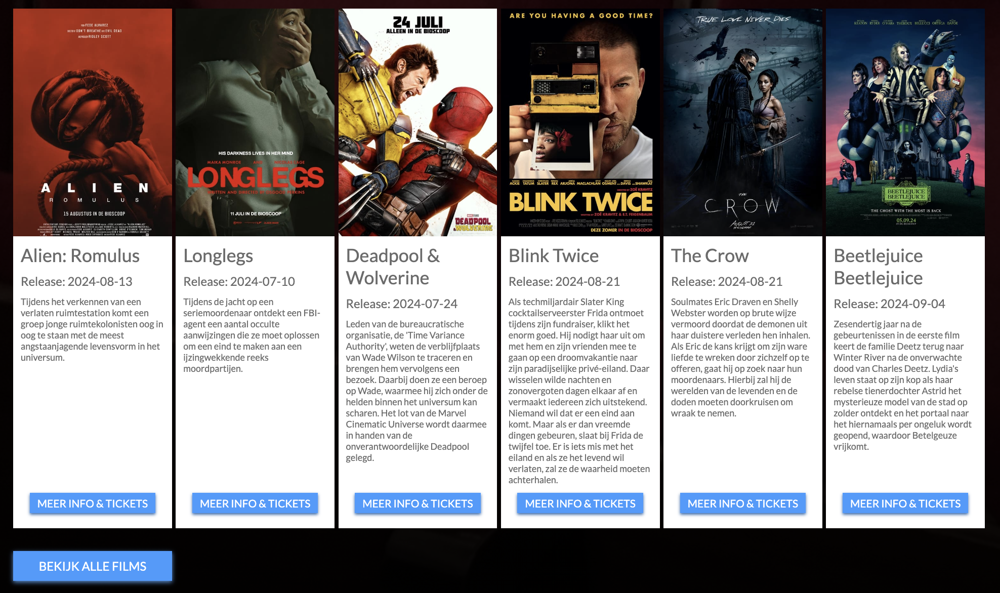 FROM FEDE ALVAREZ
DIRECTOR OF DON'T BREATHE AND EVIL DEAD
AND PRODUCER RIDLEY SCOTT
ALIEN
ROMULUS
15 AUGUSTUS IN DE BIOSCOOP
Alien: Romulus
Release: 2024-08-13
Tijdens het verkennen van een
verlaten ruimtestation komt een
groep jonge ruimtekolonisten oog in
oog te staan met de meest
angstaanjagende levensvorm in het
universum.
MEER INFO & TICKETS
HIS DARKNESS LIVES IN HER MIND
MAIKA MONROE AND NICOLAS CAGE
LONGLEGS
WRITTEN AND DIRECTED BY OSGOOD PERKINS
11 JULI IN DE BIOSCOOP
Longlegs
Release: 2024-07-10
Tijdens de jacht op een
seriemoordenaar ontdekt een FBI-
agent een aantal occulte
aanwijzingen die ze moet oplossen
om een eind te maken aan een
ijzingwekkende reeks
moordpartijen.
MEER INFO & TICKETS
24 JULI
ALLEEN IN DE BIOSCOOP
DEADPOOL
& WOLVERINE
Deadpool &
Wolverine
Release: 2024-07-24
Leden van de bureaucratische
organisatie, de 'Time Variance
Authority', weten de verblijfplaats
van Wade Wilson te traceren en
brengen hem vervolgens een
bezoek. Daarbij doen ze een beroep
op Wade, waarmee hij zich onder de
helden binnen het universum kan
scharen. Het lot van de Marvel
Cinematic Universe wordt daarmee
in handen van de
onverantwoordelijke Deadpool
gelegd.
MEER INFO & TICKETS
ARE YOU HAVING A GOOD TIME?
NAOMI ACKIE CHANNING TATUM CHRISTIAN SLATER SIMON REX ADRIA ARJONA KYLE MACLACHLAN HALEY JOEL OSMENT GEENA DAVIS ALIA SHAWKAT
DIRECTED BY ZOË KRAVITZ
BLINK TWICE
WRITTEN BY ZOË KRAVITZ & E.T. FEIGENBAUM
DEZE ZOMER IN DE BIOSCOOP
Blink Twice
Release: 2024-08-21
Als techmiljardair Slater King
cocktailserveerster Frida ontmoet
tijdens zijn fundraiser, klikt het
enorm goed. Hij nodigt haar uit om
met hem en zijn vrienden mee te
gaan op een droomvakantie naar
zijn paradijselijke privé-eiland. Daar
wisselen wilde nachten en
zonovergoten dagen elkaar af en
vermaakt iedereen zich uitstekend.
Niemand wil dat er een eind aan
komt. Maar als er dan vreemde
dingen gebeuren, slaat bij Frida de
twijfel toe. Er is iets mis met het
eiland en als ze het levend wil
verlaten, zal ze de waarheid moeten
achterhalen.
MEER INFO & TICKETS
TRUE LOVE NEVER DIES
THE
CROW
AUGUST 21
IN CINEMAS
The Crow
Release: 2024-08-21
Soulmates Eric Draven en Shelly
Webster worden op brute wijze
vermoord doordat de demonen uit
haar duistere verleden hen inhalen.
Als Eric de kans krijgt om zijn ware
liefde te wreken door zichzelf op te
offeren, gaat hij op zoek naar hun
moordenaars. Hierbij zal hij de
werelden van de levenden en de
doden moeten doorkruisen om
wraak te nemen.
MEER INFO & TICKETS
KEATON RYDER O'HARA THEROUX BELLUCCI ORTEGA DAFOE
BEETLEJUICE
BEETLEJUICE
THE GHOST WITH THE MOST IS BACK
05.09.24
IN DE BIOSCOOP
Beetlejuice
Beetlejuice
Release: 2024-09-04
Zesendertig jaar na de
gebeurtenissen in de eerste film
keert de familie Deetz terug naar
Winter River na de onverwachte
dood van Charles Deetz. Lydia's
leven staat op zijn kop als haar
rebelse tienerdochter Astrid het
mysterieuze model van de stad op
zolder ontdekt en het portaal naar
het hiernamaals per ongeluk wordt
geopend, waardoor Betelgeuze
vrijkomt.
MEER INFO & TICKETS
BEKIJK ALLE FILMS